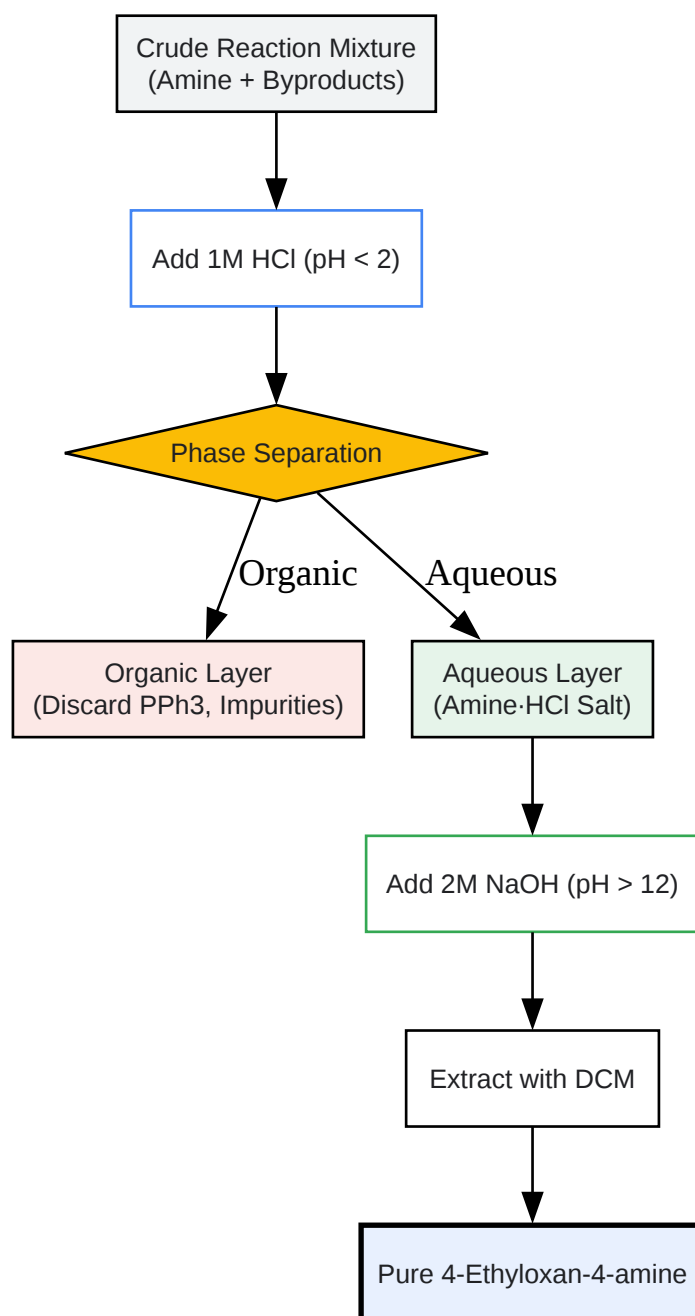 Crude Reaction Mixture
(Amine + Byproducts)
Add 1M HCl (pH < 2)
Phase Separation
Organic
Aqueous
Organic Layer
(Discard PPh3, Impurities)
Aqueous Layer
(Amine·HCl Salt)
Add 2M NaOH (pH > 12)
Extract with DCM
Pure 4-Ethyloxan-4-amine